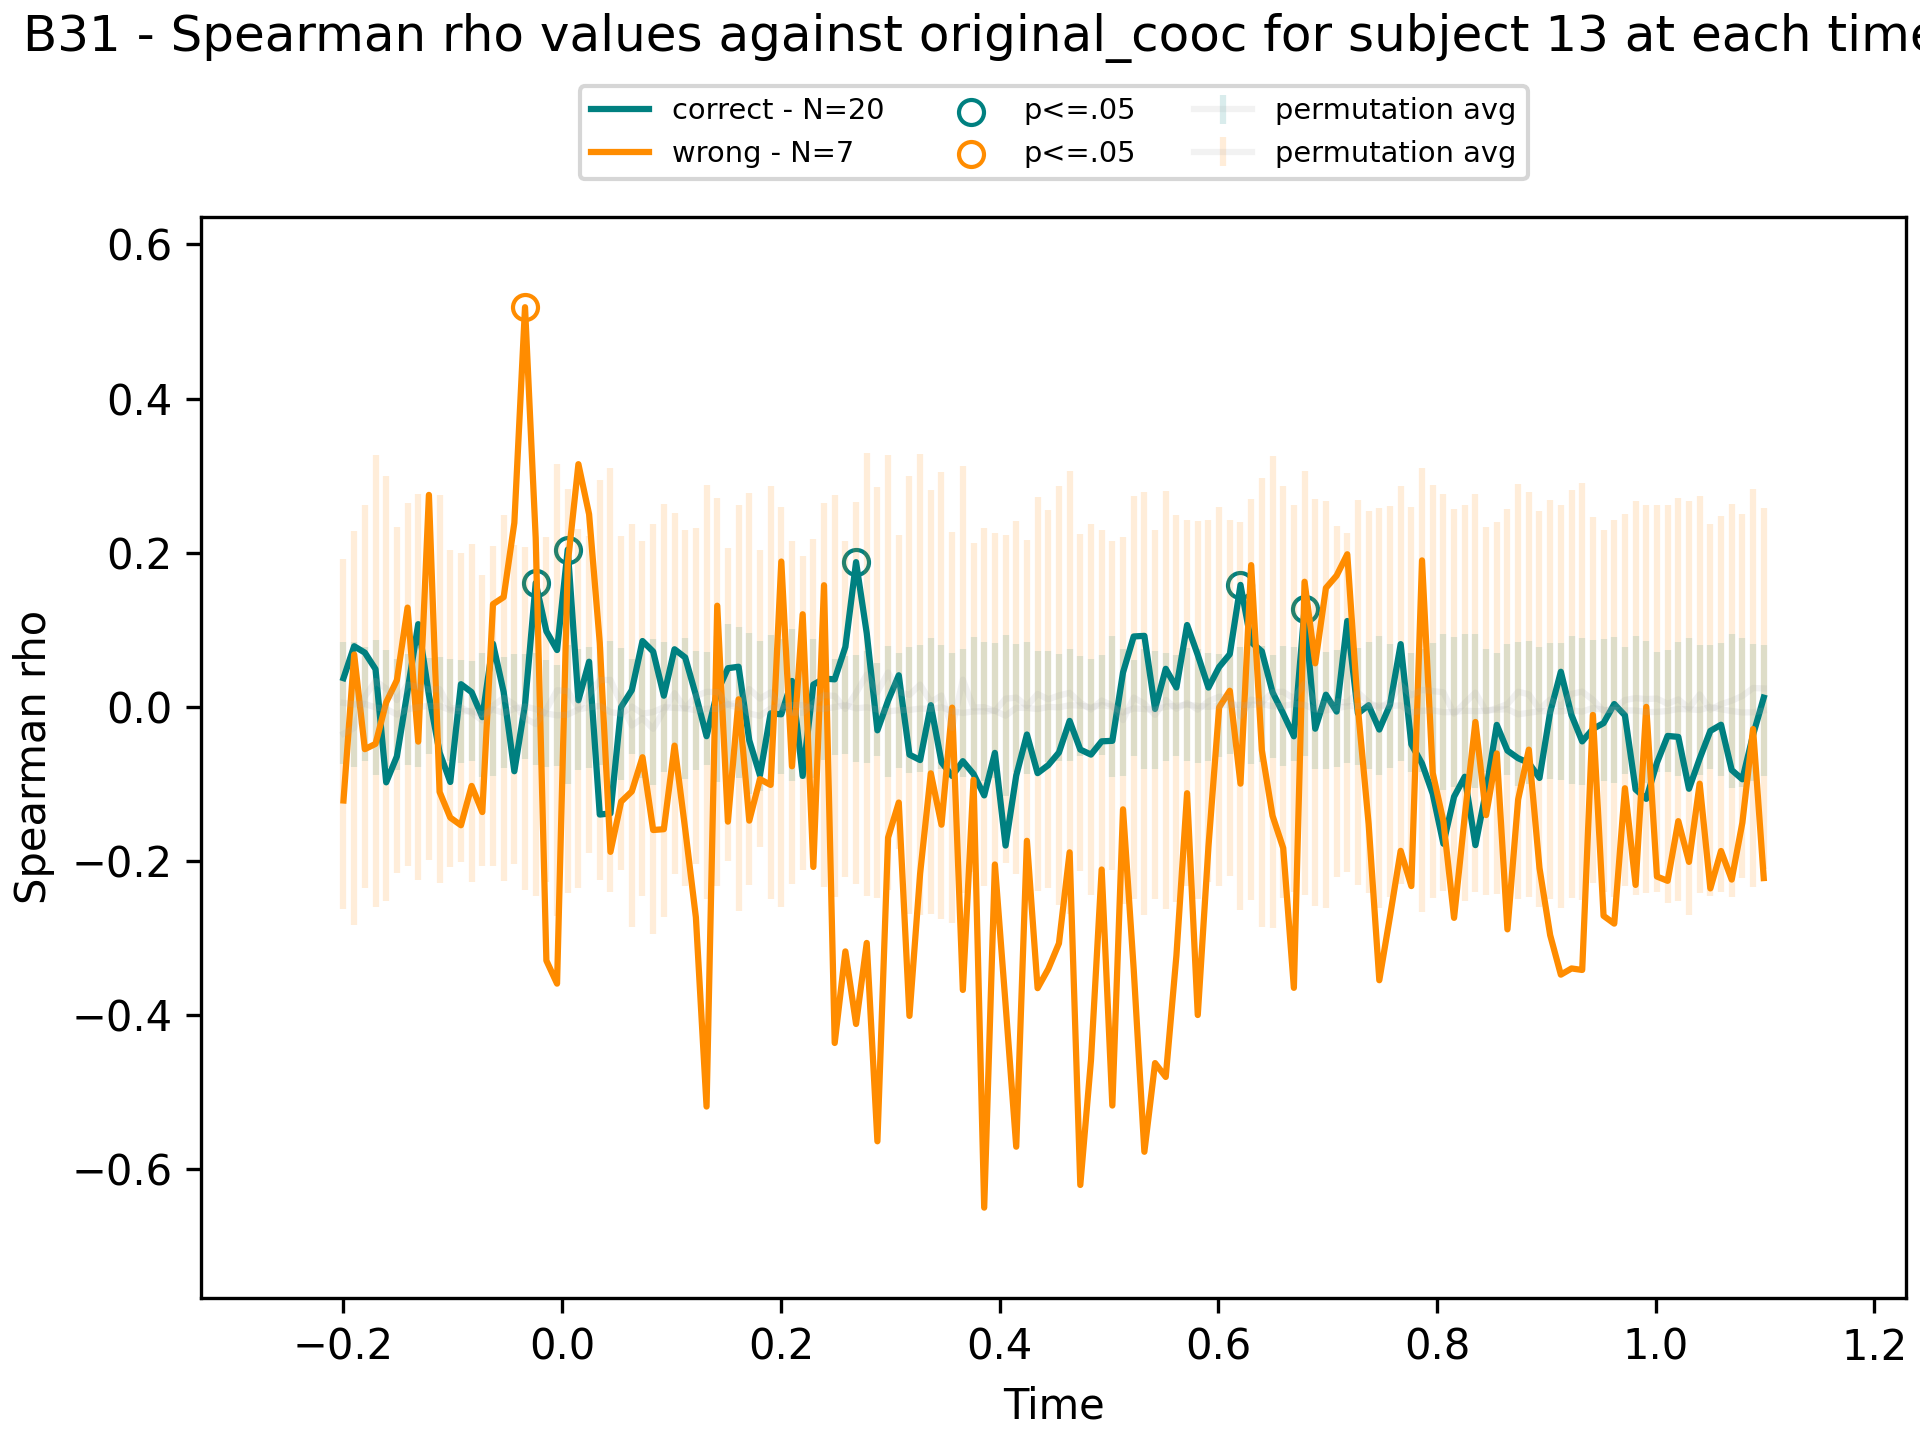 B31 - Spearman rho values against original_cooc for subject 13 at each time
correct - N=20 p<=.05 permutation avg
wrong - N=7 p<=.05 permutation avg
0.6
0.4
0.2
0.0
−0.2
−0.4
−0.6
Spearman rho
−0.2 0.0 0.2 0.4 0.6 0.8 1.0 1.2
Time